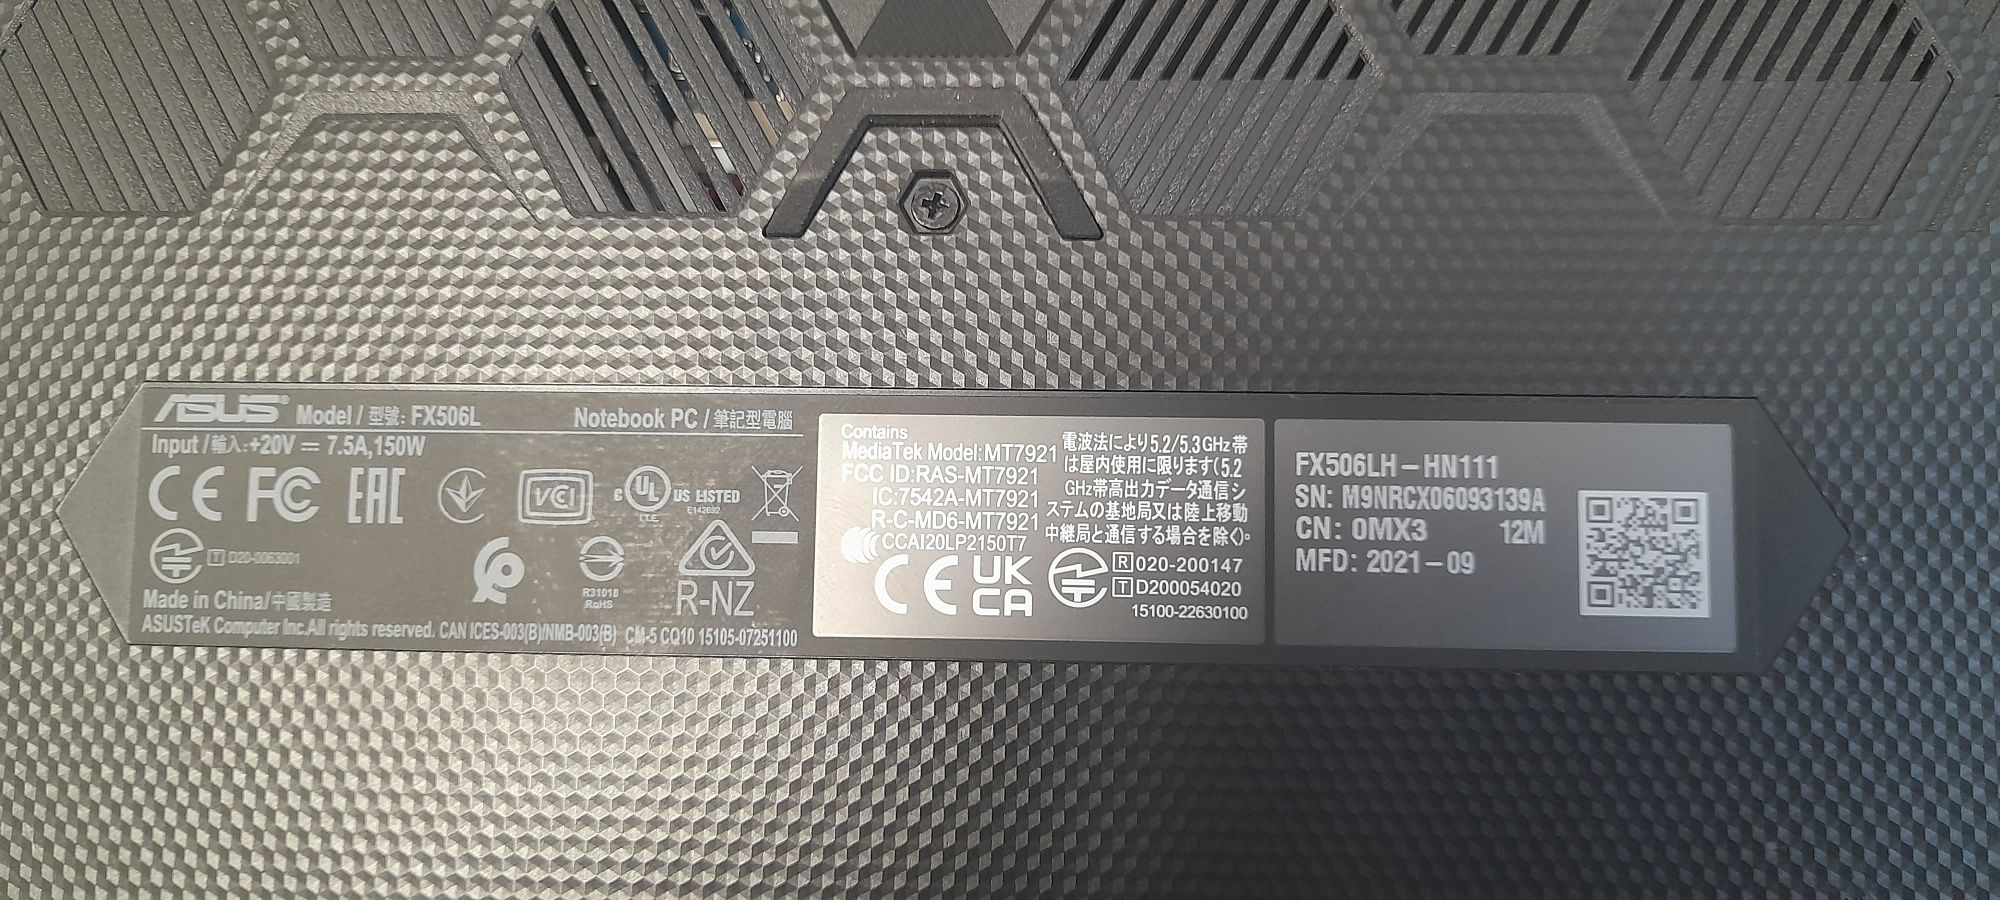 ASUS® Model / 型號: FX506L Notebook PC / 筆記型電腦
Input / 輸入: +20V ⎓ 7.5A, 150W
CE FC EAC VCI c UL US LISTED
I.T.E. E142692
T D20-0063001
R31018
RoHS
R-NZ
Made in China/中國製造
ASUSTeK Computer Inc.All rights reserved. CAN ICES-003(B)/NMB-003(B) CM-5 CQ10 15105-07251100
Contains
MediaTek Model:MT7921
FCC ID:RAS-MT7921
IC:7542A-MT7921
R-C-MD6-MT7921
CCAI20LP2150T7
電波法により5.2/5.3GHz帯
は屋内使用に限ります(5.2
GHz帯高出力データ通信シ
ステムの基地局又は陸上移動
中継局と通信する場合を除く)。
CE UK CA
R 020-200147
T D200054020
15100-22630100
FX506LH-HN111
SN: M9NRCX06093139A
CN: 0MX3 12M
MFD: 2021-09